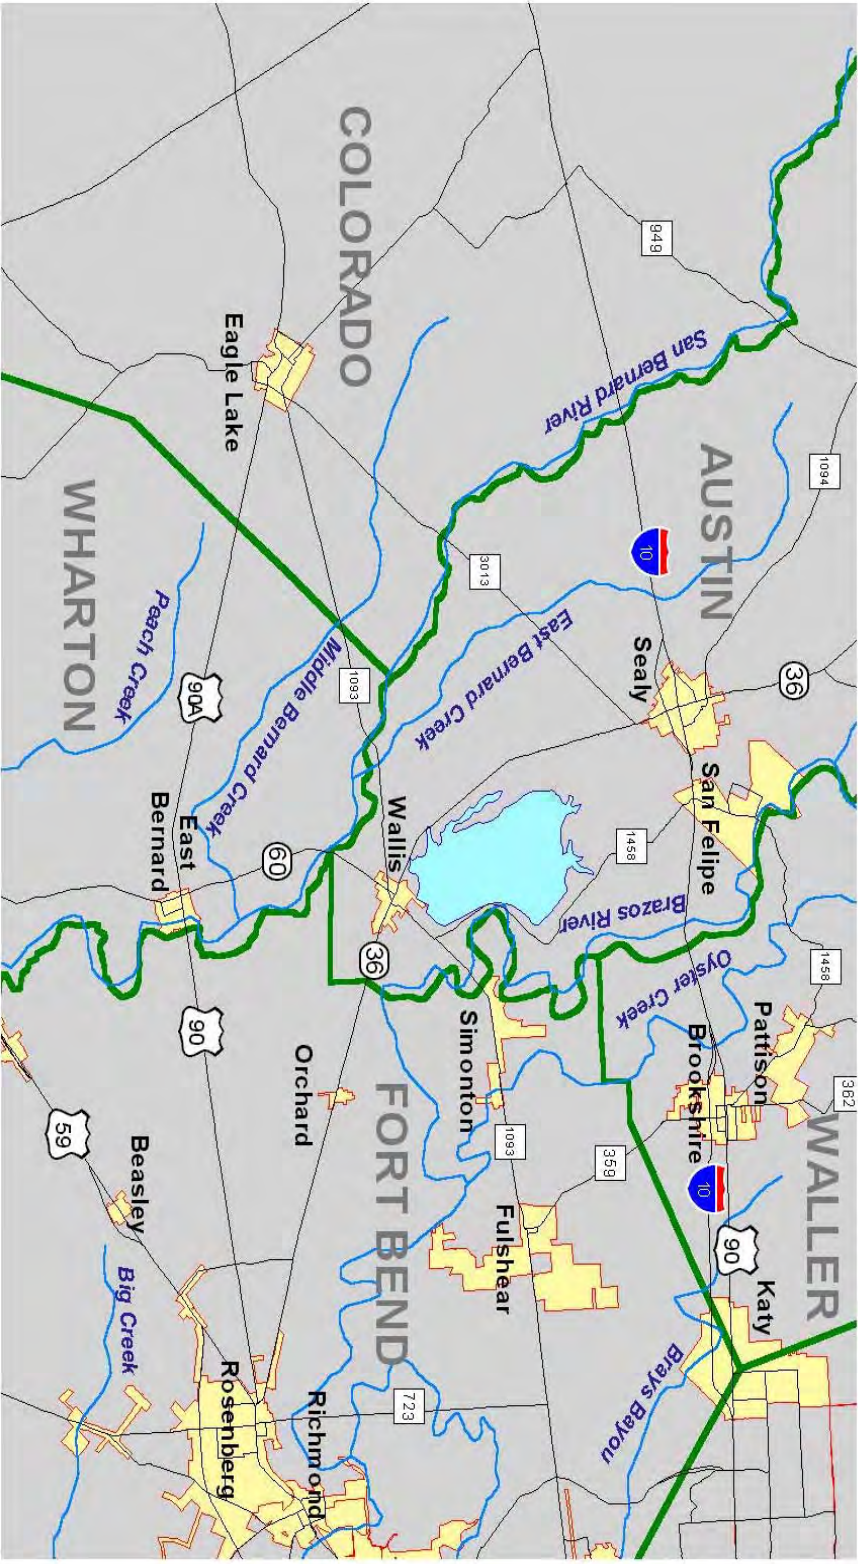 COLORADO
AUSTIN
WHARTON
FORT BEND
WALLER
949
1094
San Bernard River
Eagle Lake
10
3013
36
Sealy
East Bernard Creek
Peach Creek
Middle Bernard Creek
1093
90A
San Felipe
Wallis
1458
East
Bernard
60
Brazos River
Oyster Creek
1458
36
90
Simonton
Pattison
Brookshire
362
Orchard
59
Beasley
1093
359
10
90
Fulshear
Katy
Big Creek
Brays Bayou
723
Rosenberg
Richmond